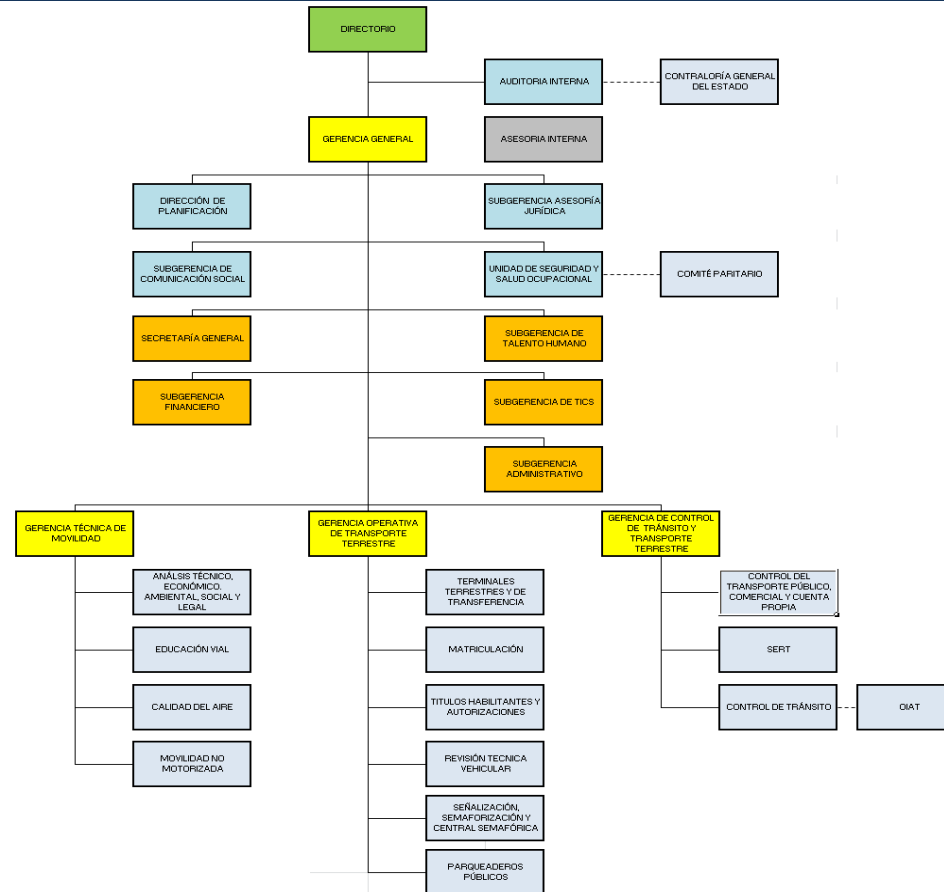 DIRECTORIO
AUDITORIA INTERNA
CONTRALORÍA GENERAL
DEL ESTADO
GERENCIA GENERAL
ASESORIA INTERNA
DIRECCIÓN DE
PLANIFICACIÓN
SUBGERENCIA ASESORÍA
JURÍDICA
SUBGERENCIA DE
COMUNICACIÓN SOCIAL
UNIDAD DE SEGURIDAD Y
SALUD OCUPACIONAL
COMITÉ PARITARIO
SECRETARÍA GENERAL
SUBGERENCIA DE
TALENTO HUMANO
SUBGERENCIA
FINANCIERO
SUBGERENCIA DE TICS
SUBGERENCIA
ADMINISTRATIVO
GERENCIA TÉCNICA DE
MOVILIDAD
GERENCIA OPERATIVA
DE TRANSPORTE
TERRESTRE
GERENCIA DE CONTROL
DE TRÁNSITO Y
TRANSPORTE
TERRESTRE
ANÁLSIS TÉCNICO,
ECONÓMICO.
AMBIENTAL, SOCIAL Y
LEGAL
TERMINALES
TERRESTRES Y DE
TRANSFERENCIA
CONTROL DEL
TRANSPORTE PÚBLICO,
COMERCIAL Y CUENTA
PROPIA
EDUCACIÓN VIAL
MATRICULACIÓN
SERT
CALIDAD DEL AIRE
TITULOS HABILITANTES Y
AUTORIZACIONES
CONTROL DE TRÁNSITO
OIAT
MOVILIDAD NO
MOTORIZADA
REVISIÓN TECNICA
VEHICULAR
SEÑALIZACIÓN,
SEMAFORIZACIÓN Y
CENTRAL SEMAFÓRICA
PARQUEADEROS
PÚBLICOS